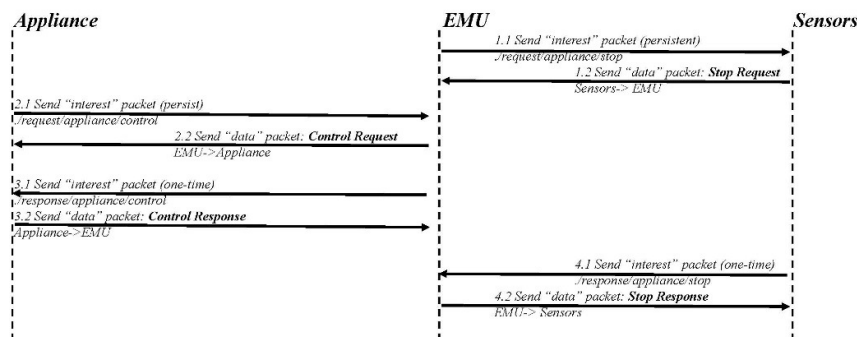 Appliance EMU Sensors
1.1 Send “interest” packet (persistent)
./request/appliance/stop
1.2 Send “data” packet: Stop Request
Sensors-> EMU
2.1 Send “interest” packet (persist)
./request/appliance/control
2.2 Send “data” packet: Control Request
EMU->Appliance
3.1 Send “interest” packet (one-time)
./response/appliance/control
3.2 Send “data” packet: Control Response
Appliance->EMU
4.1 Send “interest” packet (one-time)
./response/appliance/stop
4.2 Send “data” packet: Stop Response
EMU-> Sensors